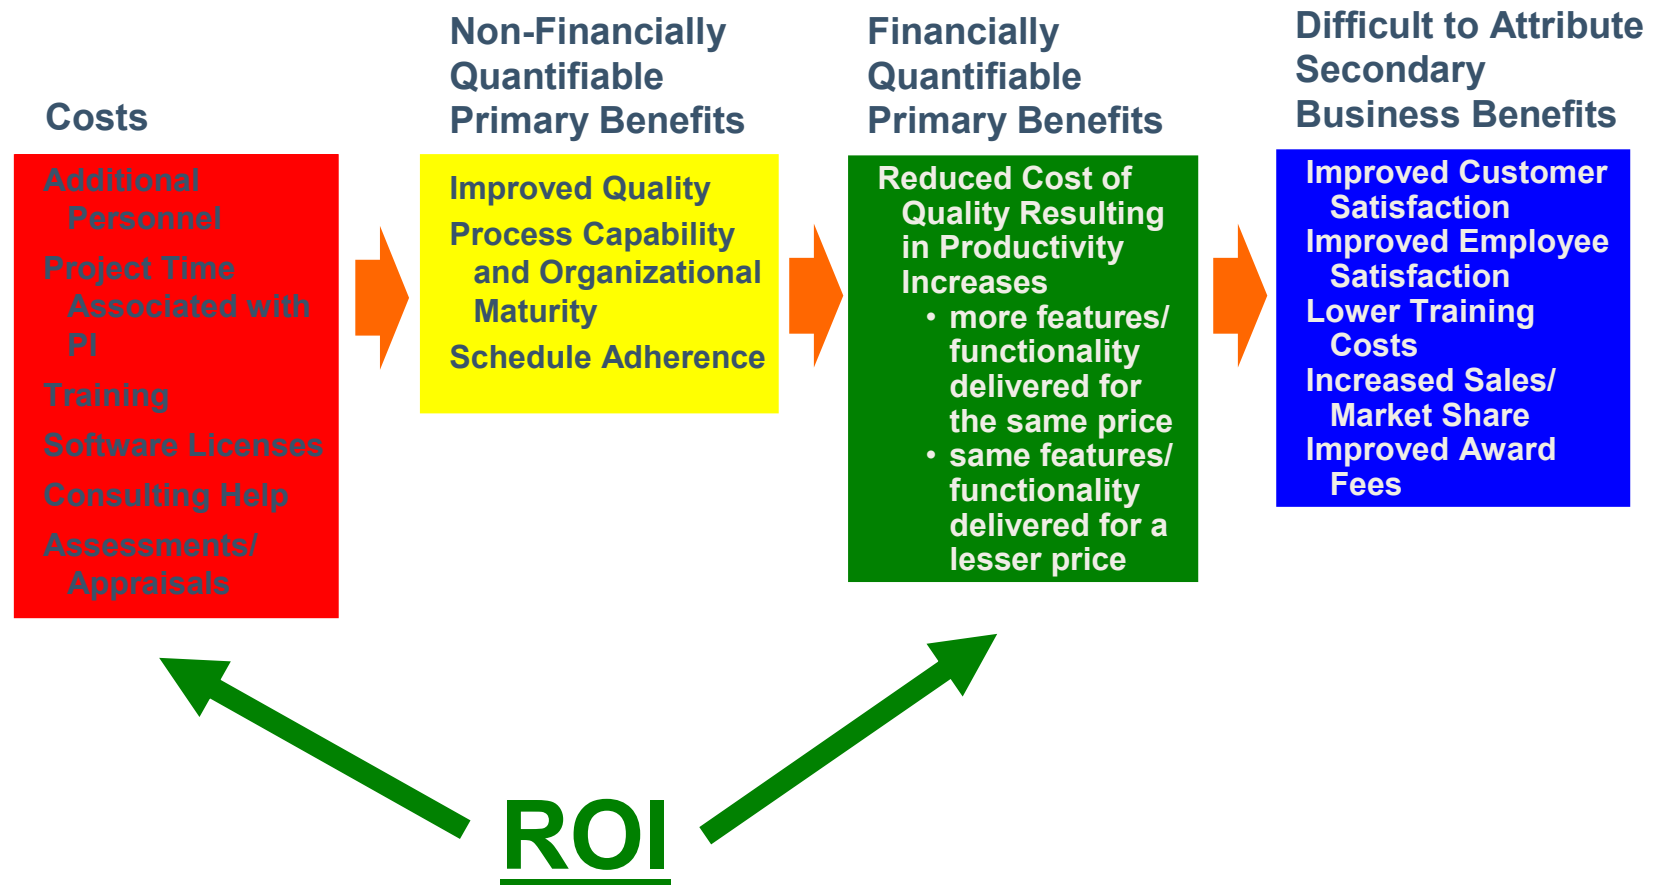 Costs
Additional
Personnel
Project Time
Associated with
PI
Training
Software Licenses
Consulting Help
Assessments/
Appraisals
Non-Financially
Quantifiable
Primary Benefits
Improved Quality
Process Capability
and Organizational
Maturity
Schedule Adherence
Financially
Quantifiable
Primary Benefits
Reduced Cost of
Quality Resulting
in Productivity
Increases
• more features/
functionality
delivered for
the same price
• same features/
functionality
delivered for a
lesser price
Difficult to Attribute
Secondary
Business Benefits
Improved Customer
Satisfaction
Improved Employee
Satisfaction
Lower Training
Costs
Increased Sales/
Market Share
Improved Award
Fees
ROI